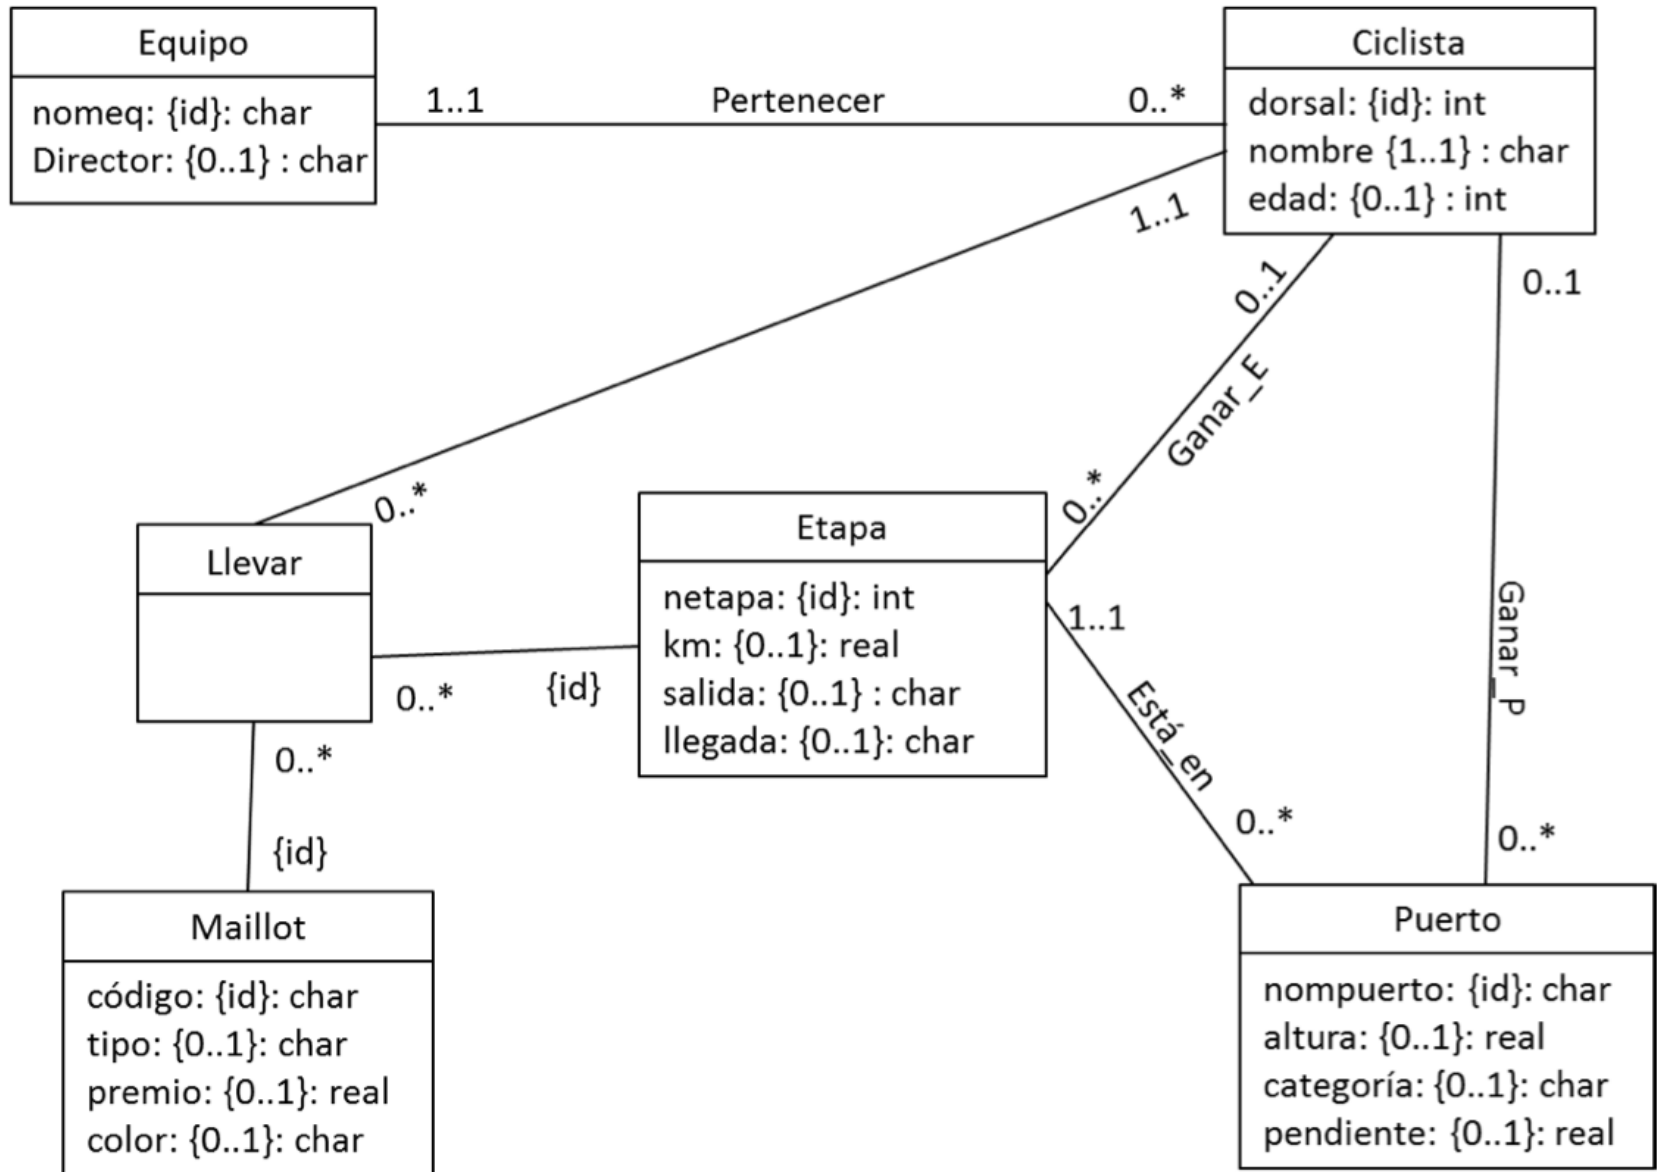 Equipo
nomeq: {id}: char
Director: {0..1} : char
1..1
Pertenecer
0..*
Ciclista
dorsal: {id}: int
nombre {1..1} : char
edad: {0..1} : int
1..1
0..*
0..1
Ganar_E
0..*
0..1
Ganar_P
0..*
Llevar
0..*
{id}
Etapa
netapa: {id}: int
km: {0..1}: real
salida: {0..1} : char
llegada: {0..1}: char
1..1
Está_en
0..*
0..*
{id}
Maillot
código: {id}: char
tipo: {0..1}: char
premio: {0..1}: real
color: {0..1}: char
Puerto
nompuerto: {id}: char
altura: {0..1}: real
categoría: {0..1}: char
pendiente: {0..1}: real